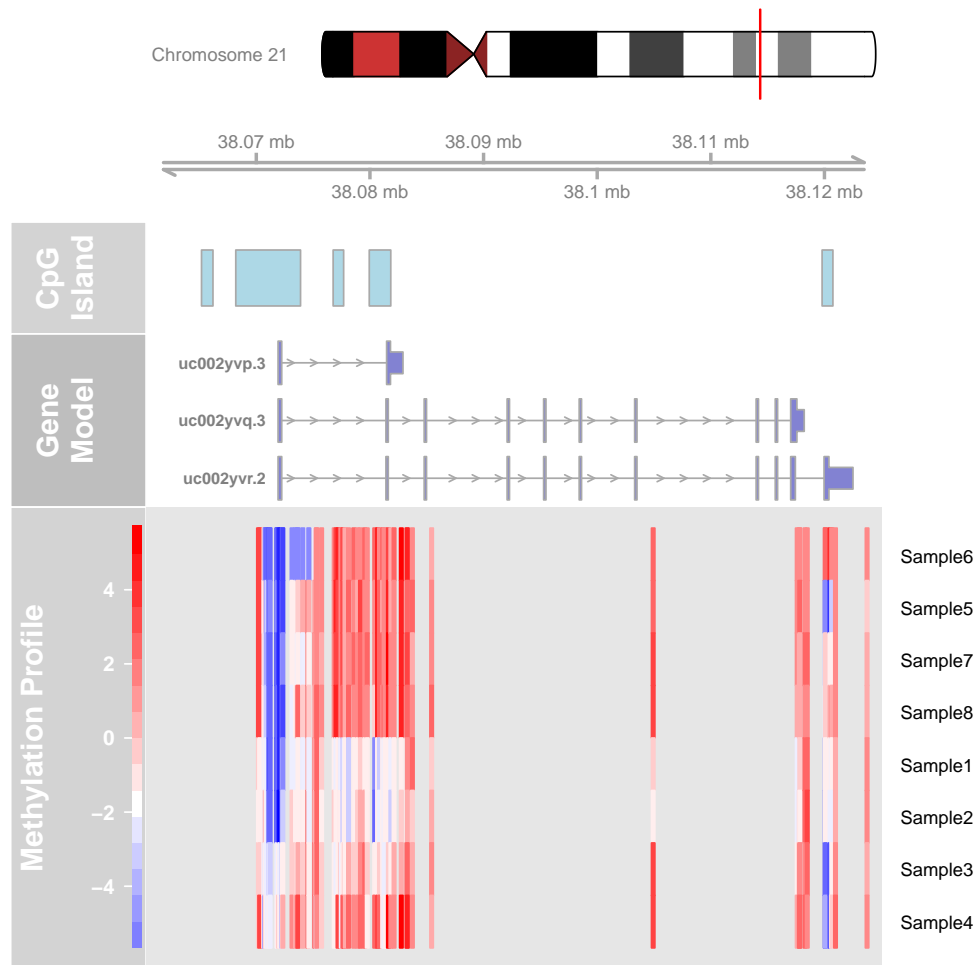 Chromosome 21
38.07 mb
38.09 mb
38.11 mb
38.08 mb
38.1 mb
38.12 mb
CpG
Island
Gene
Model
uc002yvp.3
uc002yvq.3
uc002yvr.2
Methylation Profile
4
2
0
−2
−4
Sample6
Sample5
Sample7
Sample8
Sample1
Sample2
Sample3
Sample4